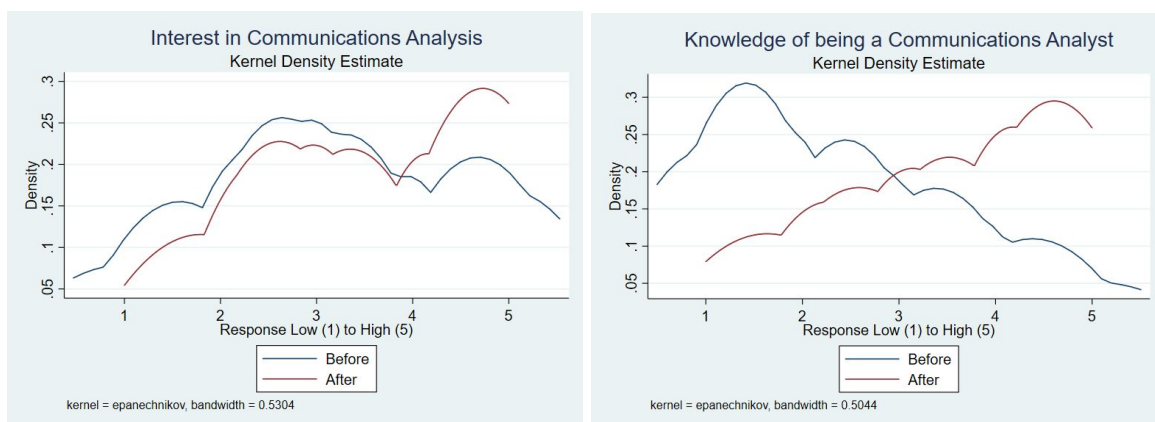 Interest in Communications Analysis
Kernel Density Estimate
.3
.25
.2
.15
.1
.05
Density
1 2 3 4 5
Response Low (1) to High (5)
Before
After
kernel = epanechnikov, bandwidth = 0.5304
Knowledge of being a Communications Analyst
Kernel Density Estimate
.3
.25
.2
.15
.1
.05
Density
1 2 3 4 5
Response Low (1) to High (5)
Before
After
kernel = epanechnikov, bandwidth = 0.5044